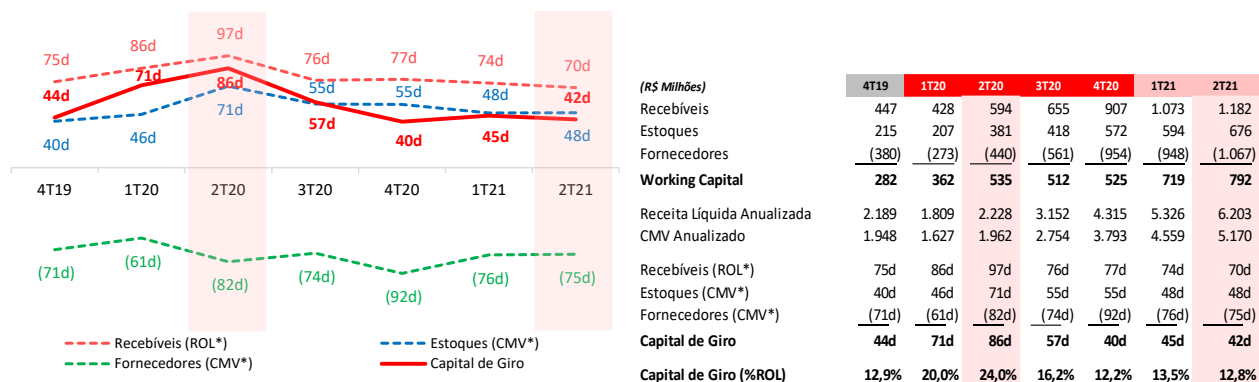 75d 86d 97d 76d 77d 74d 70d
44d 71d 86d 57d 40d 45d 42d
40d 46d 71d 55d 55d 48d 48d
4T19 1T20 2T20 3T20 4T20 1T21 2T21
(71d) (61d) (82d) (74d) (92d) (76d) (75d)
Recebíveis (ROL*) Estoques (CMV*)
Fornecedores (CMV*) Capital de Giro
(R$ Milhões) 4T19 1T20 2T20 3T20 4T20 1T21 2T21
Recebíveis 447 428 594 655 907 1.073 1.182
Estoques 215 207 381 418 572 594 676
Fornecedores (380) (273) (440) (561) (954) (948) (1.067)
Working Capital 282 362 535 512 525 719 792
Receita Líquida Anualizada 2.189 1.809 2.228 3.152 4.315 5.326 6.203
CMV Anualizado 1.948 1.627 1.962 2.754 3.793 4.559 5.170
Recebíveis (ROL*) 75d 86d 97d 76d 77d 74d 70d
Estoques (CMV*) 40d 46d 71d 55d 55d 48d 48d
Fornecedores (CMV*) (71d) (61d) (82d) (74d) (92d) (76d) (75d)
Capital de Giro 44d 71d 86d 57d 40d 45d 42d
Capital de Giro (%ROL) 12,9% 20,0% 24,0% 16,2% 12,2% 13,5% 12,8%